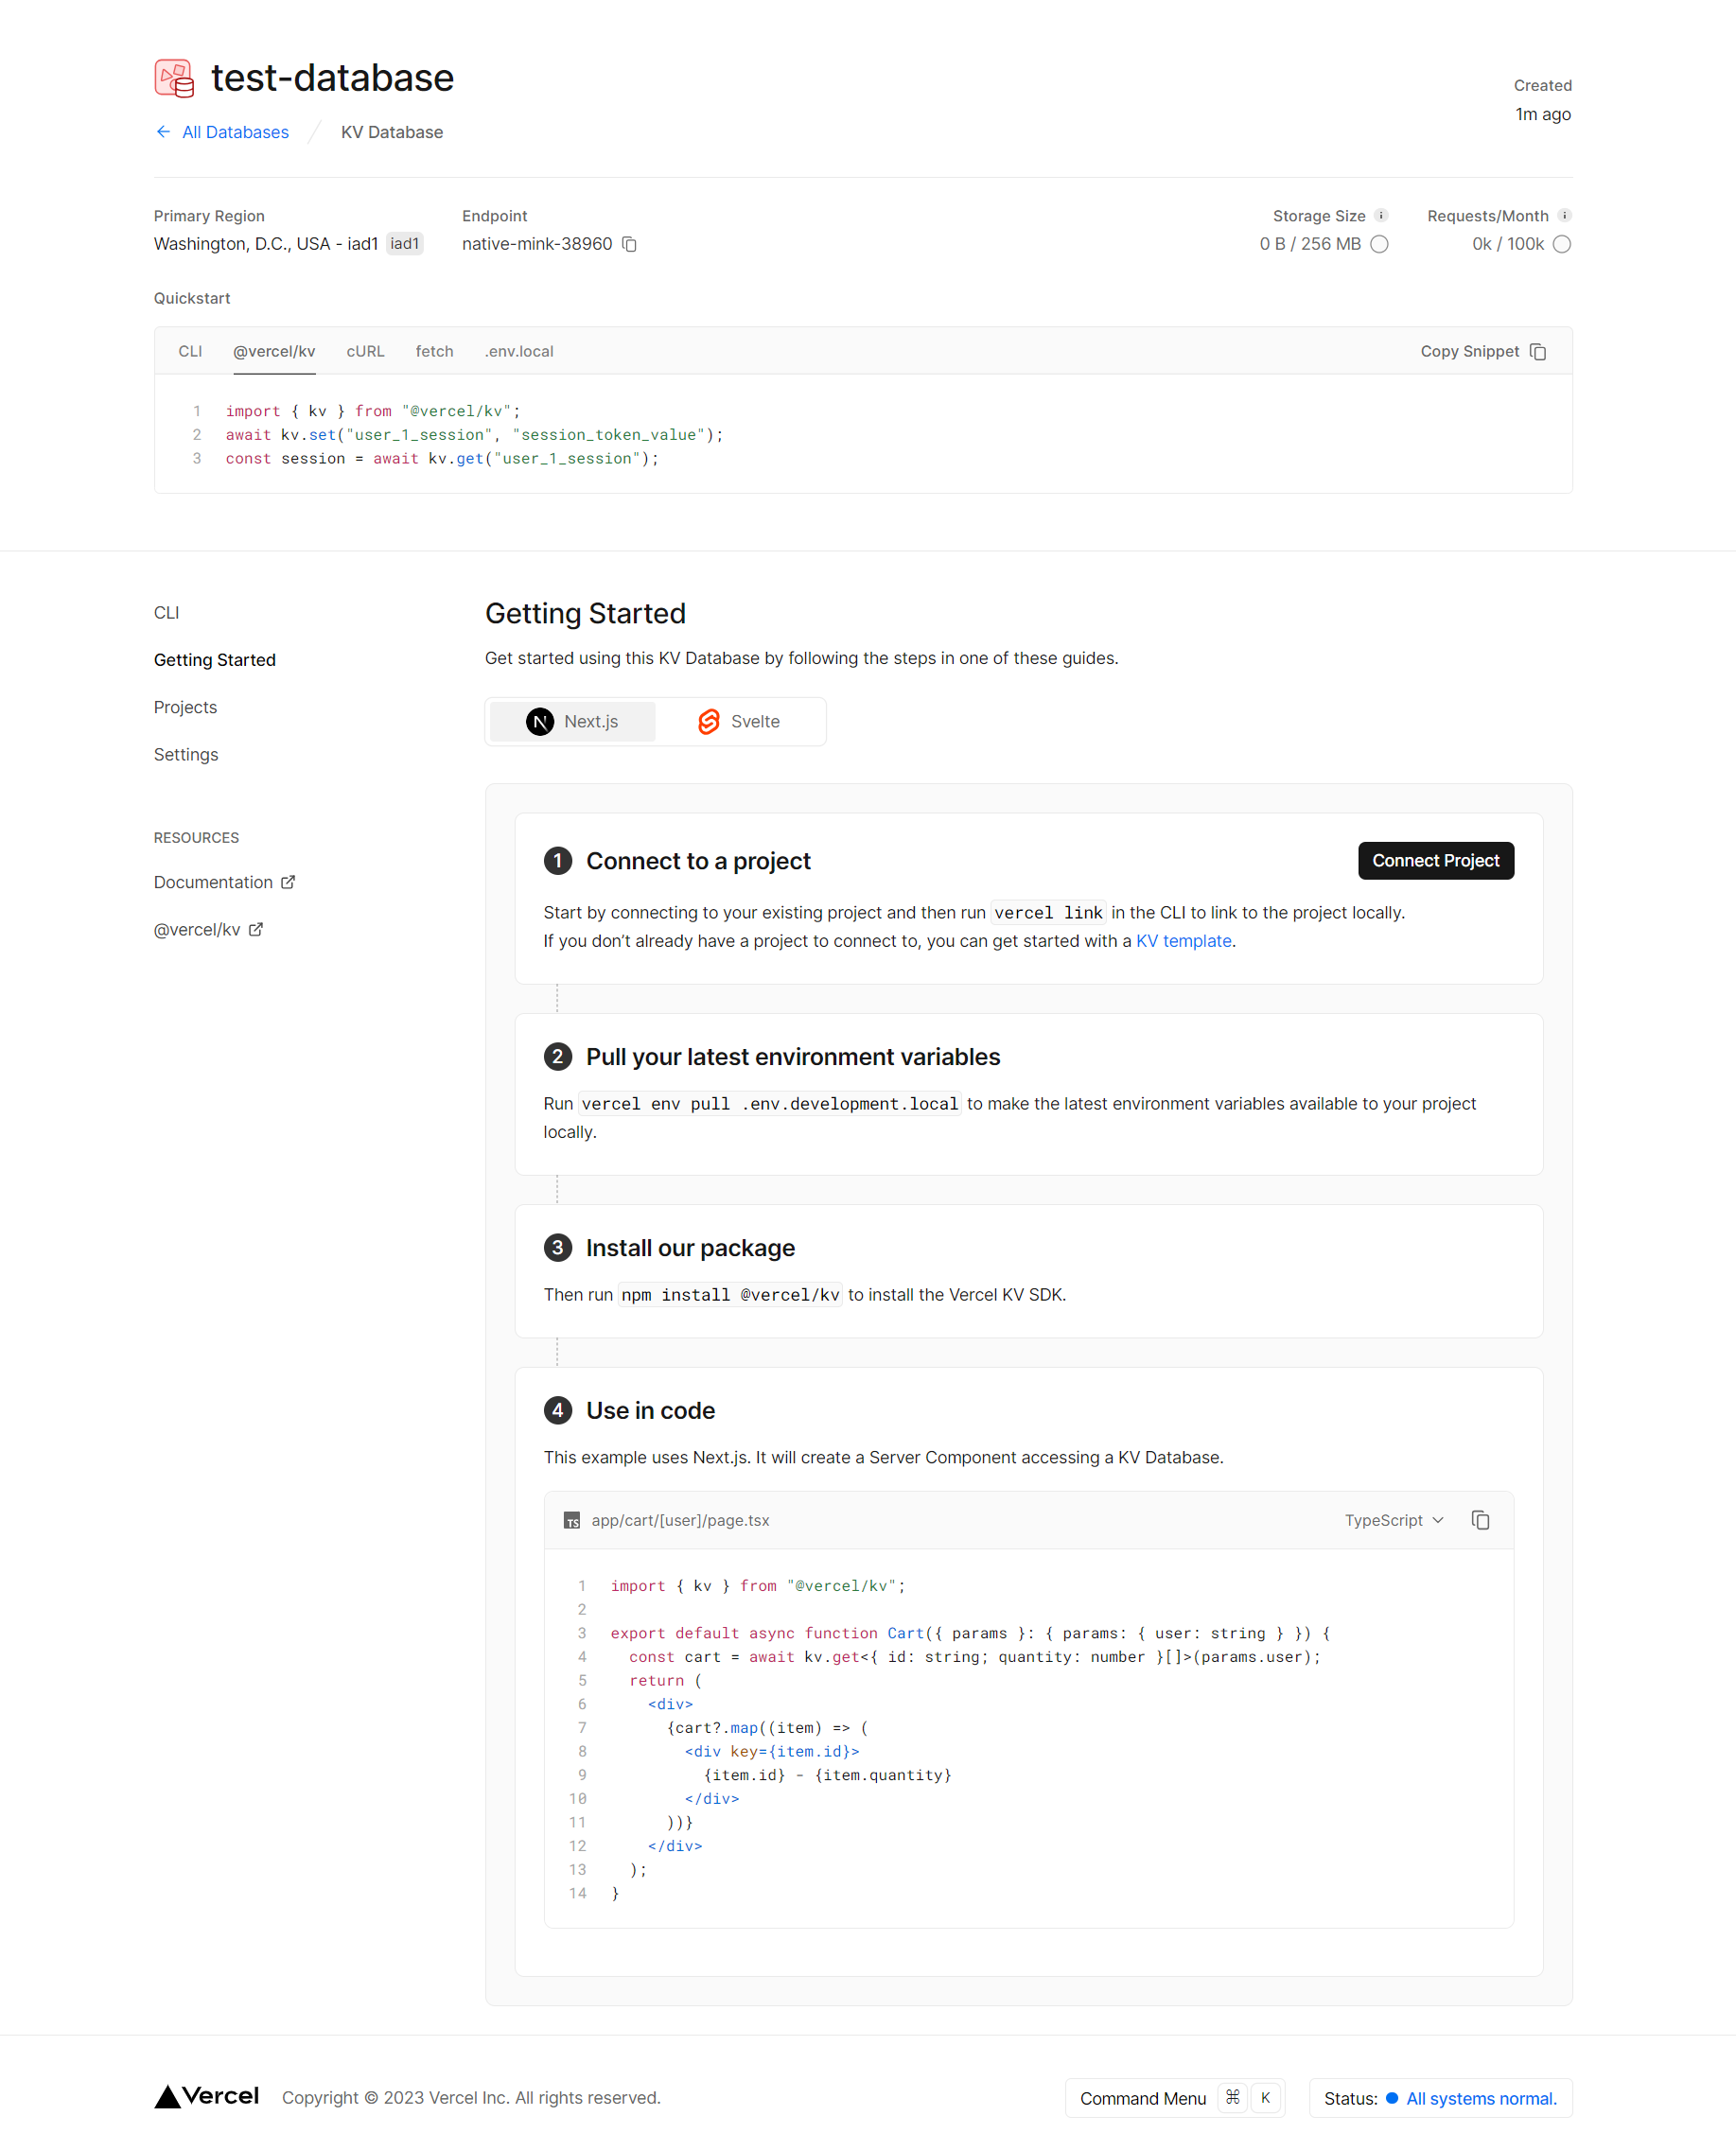 test-database
Created
1m ago
All Databases / KV Database
Primary Region
Washington, D.C., USA - iad1 iad1
Endpoint
native-mink-38960
Storage Size
0 B / 256 MB
Requests/Month
0k / 100k
Quickstart
CLI @vercel/kv cURL fetch .env.local Copy Snippet
1 import { kv } from "@vercel/kv";
2 await kv.set("user_1_session", "session_token_value");
3 const session = await kv.get("user_1_session");
CLI
Getting Started
Projects
Settings
RESOURCES
Documentation
@vercel/kv
Getting Started
Get started using this KV Database by following the steps in one of these guides.
Next.js Svelte
1 Connect to a project
Connect Project
Start by connecting to your existing project and then run vercel link in the CLI to link to the project locally.
If you don’t already have a project to connect to, you can get started with a KV template.
2 Pull your latest environment variables
Run vercel env pull .env.development.local to make the latest environment variables available to your project
locally.
3 Install our package
Then run npm install @vercel/kv to install the Vercel KV SDK.
4 Use in code
This example uses Next.js. It will create a Server Component accessing a KV Database.
TS app/cart/[user]/page.tsx TypeScript
1 import { kv } from "@vercel/kv";
2
3 export default async function Cart({ params }: { params: { user: string } }) {
4 const cart = await kv.get<{ id: string; quantity: number }[]>(params.user);
5 return (
6 <div>
7 {cart?.map((item) => (
8 <div key={item.id}>
9 {item.id} - {item.quantity}
10 </div>
11 ))}
12 </div>
13 );
14 }
Vercel Copyright © 2023 Vercel Inc. All rights reserved.
Command Menu ⌘ K
Status: All systems normal.